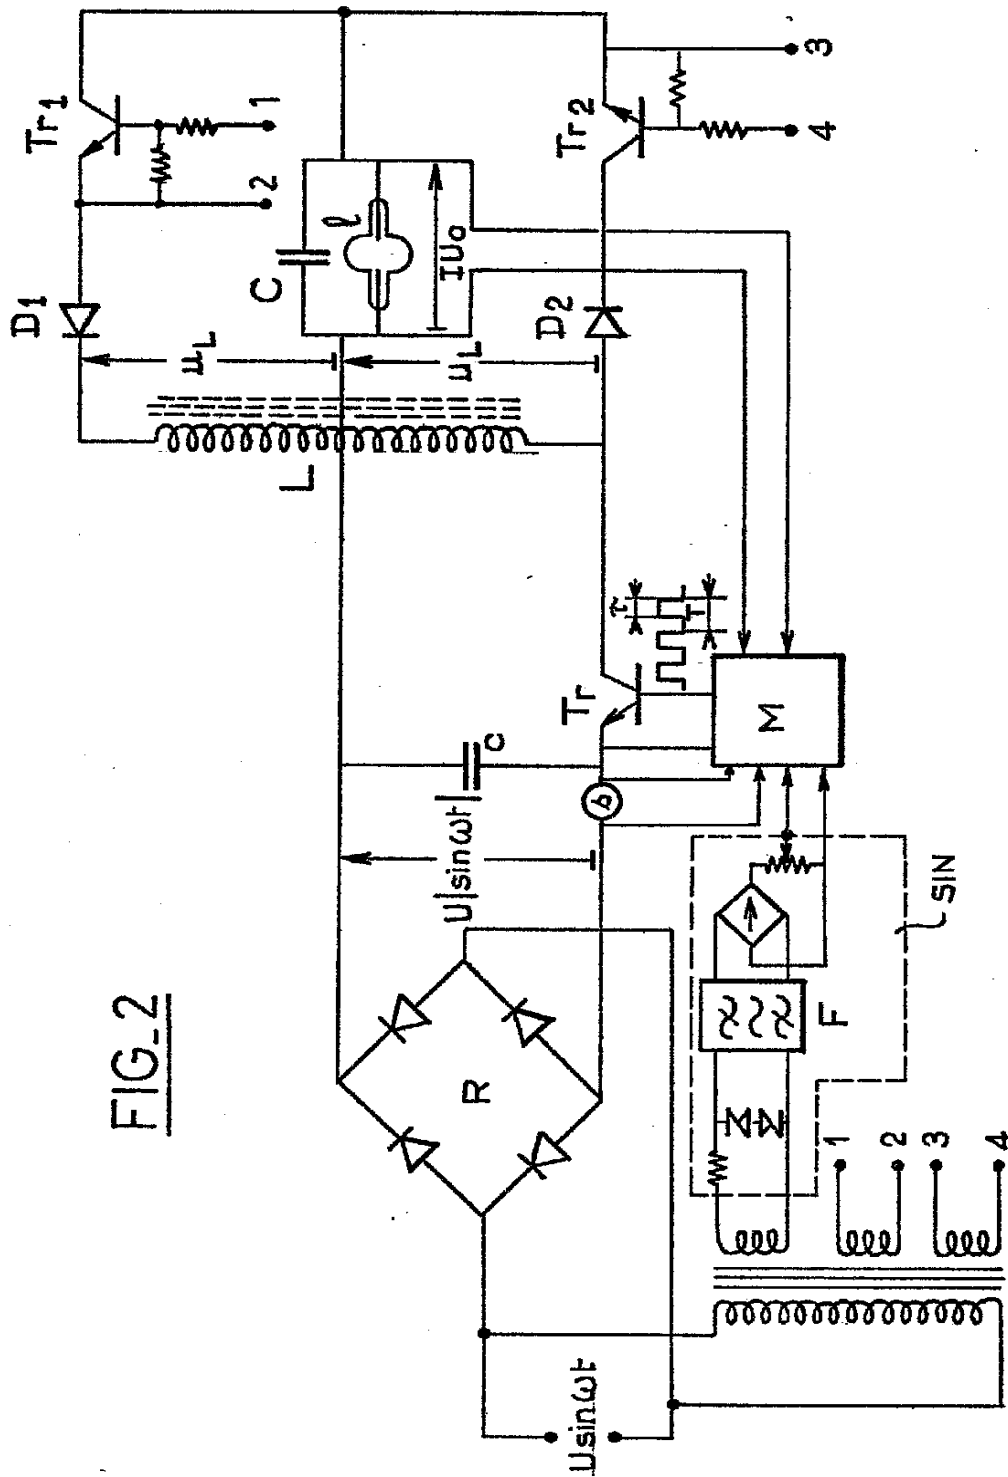 FIG_2
Usinωt
R
U|sinωt|
c
b
Tr
τ
T
M
SIN
F
1
2
3
4
L
uL
uL
D1
D2
C
ℓ
IUo
Tr1
Tr2
1
2
3
4